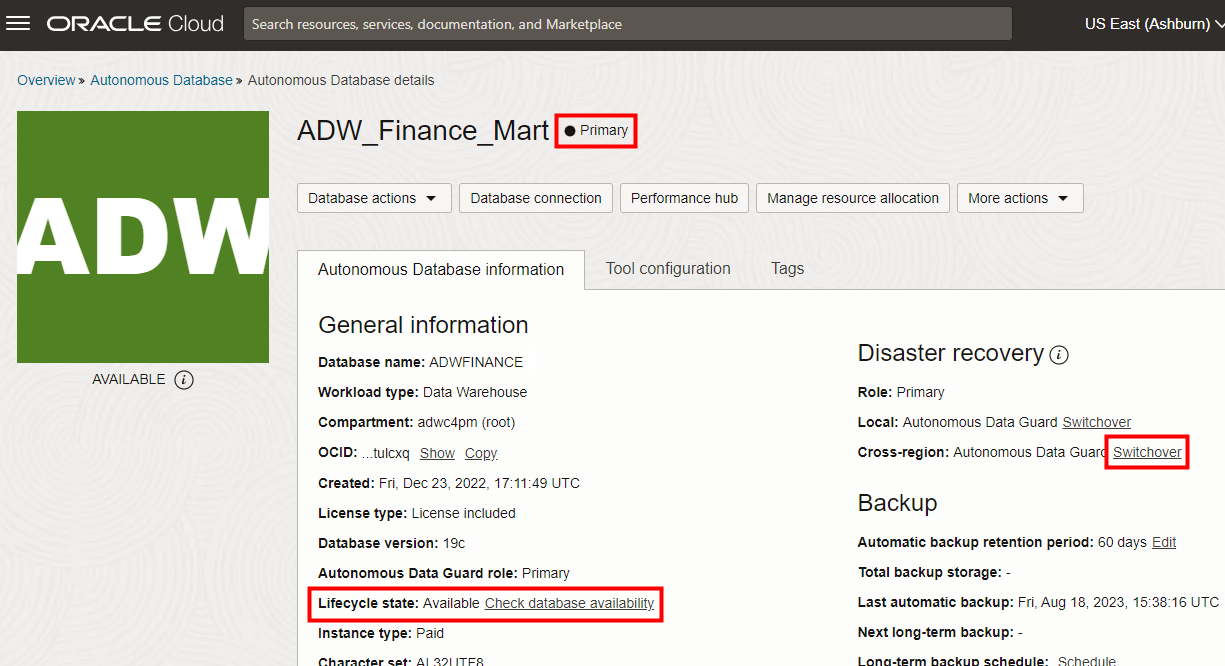 ORACLE Cloud
Search resources, services, documentation, and Marketplace
US East (Ashburn)
Overview » Autonomous Database » Autonomous Database details
ADW
AVAILABLE
ADW_Finance_Mart Primary
Database actions
Database connection
Performance hub
Manage resource allocation
More actions
Autonomous Database information
Tool configuration
Tags
General information
Database name: ADWFINANCE
Workload type: Data Warehouse
Compartment: adwc4pm (root)
OCID: ...tulcxq Show Copy
Created: Fri, Dec 23, 2022, 17:11:49 UTC
License type: License included
Database version: 19c
Autonomous Data Guard role: Primary
Lifecycle state: Available Check database availability
Instance type: Paid
Character set: AL32UTF8
Disaster recovery
Role: Primary
Local: Autonomous Data Guard Switchover
Cross-region: Autonomous Data Guard Switchover
Backup
Automatic backup retention period: 60 days Edit
Total backup storage: -
Last automatic backup: Fri, Aug 18, 2023, 15:38:16 UTC
Next long-term backup: -
Long-term backup schedule: Schedule